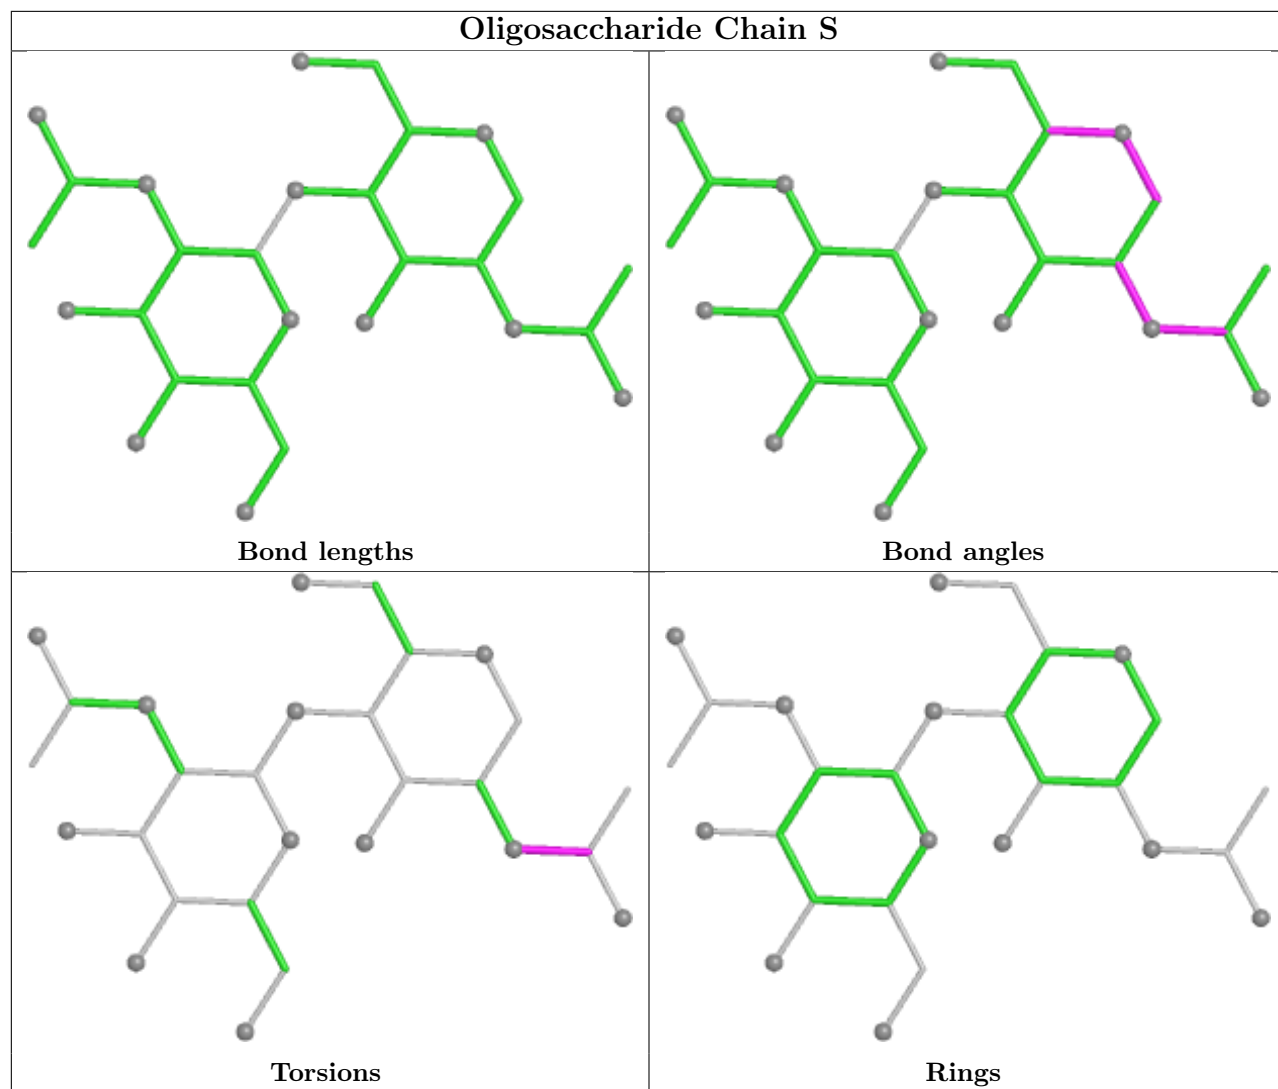 Oligosaccharide Chain S
Bond lengths
Bond angles
Torsions
Rings